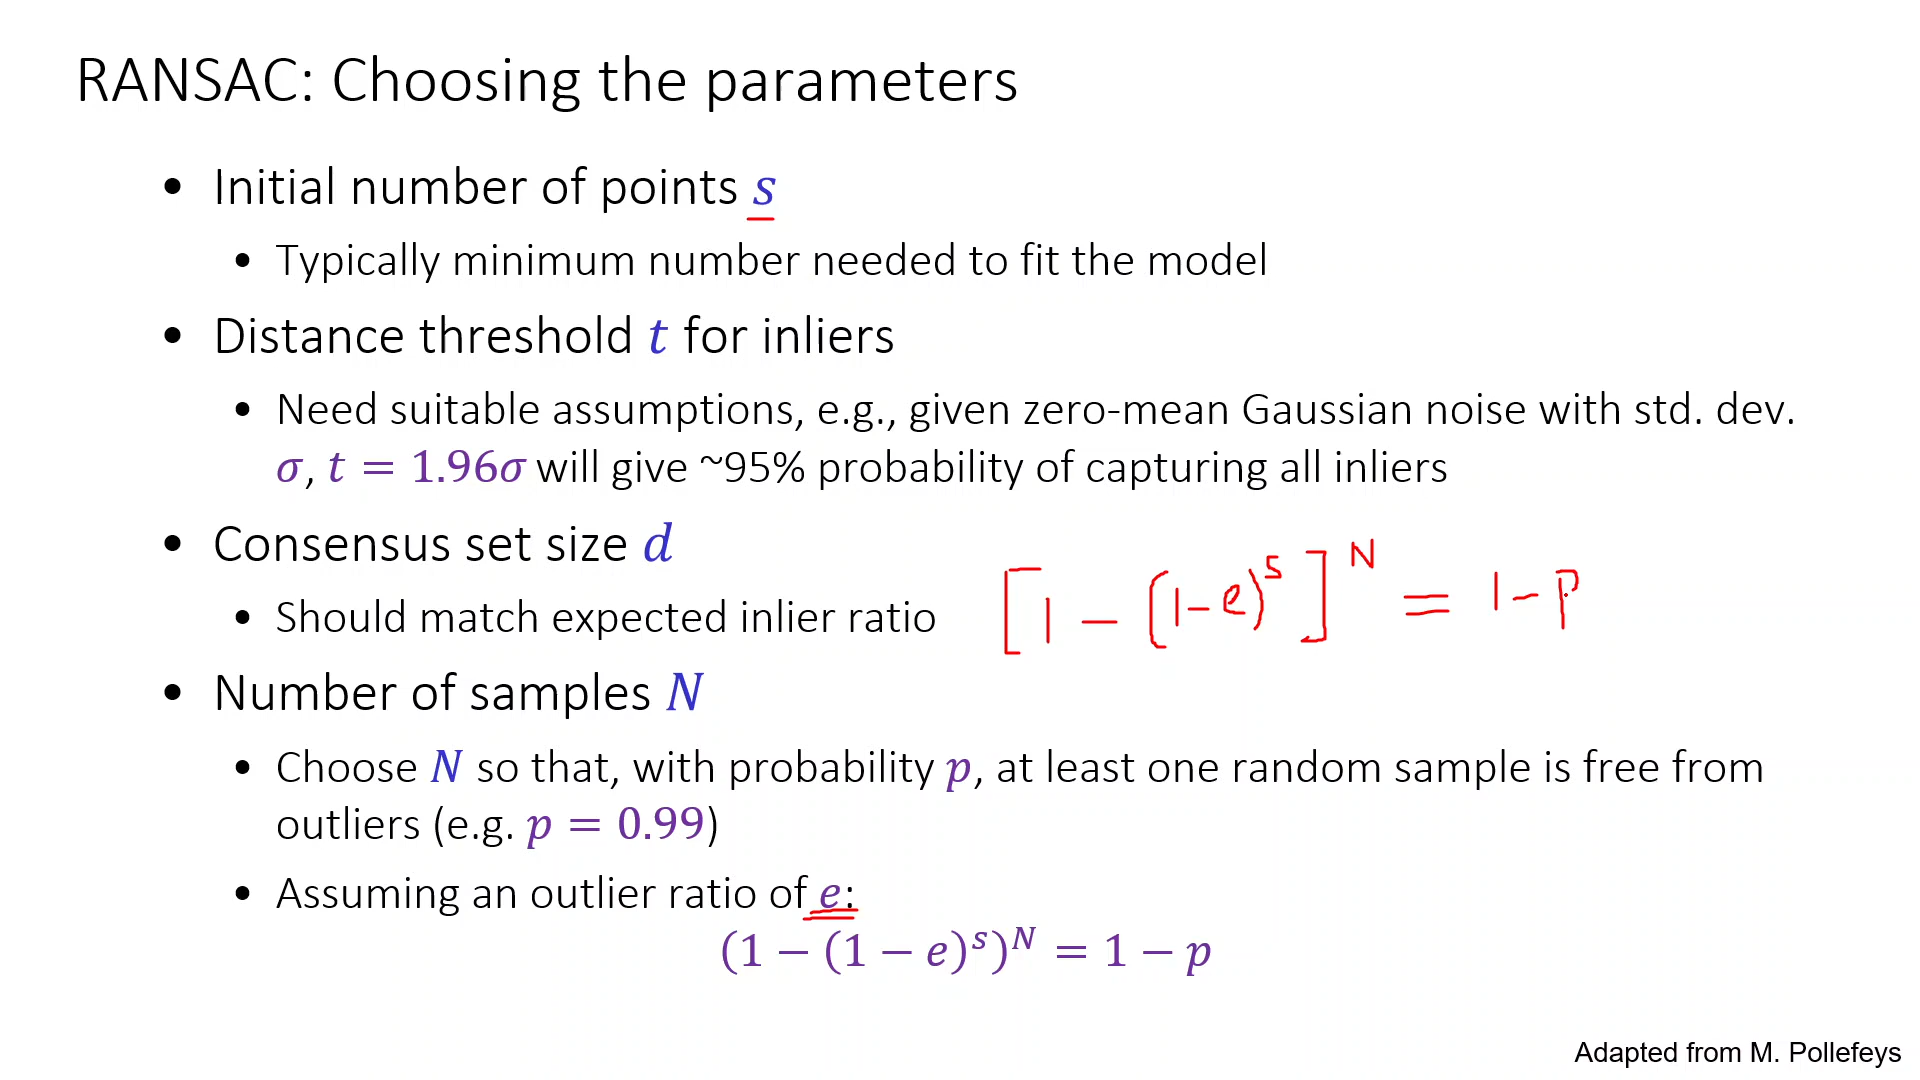 RANSAC: Choosing the parameters
• Initial number of points s
• Typically minimum number needed to fit the model
• Distance threshold t for inliers
• Need suitable assumptions, e.g., given zero-mean Gaussian noise with std. dev.
σ, t = 1.96σ will give ~95% probability of capturing all inliers
• Consensus set size d
• Should match expected inlier ratio
[1 − (1−e)^s]^N = 1−p
• Number of samples N
• Choose N so that, with probability p, at least one random sample is free from
outliers (e.g. p = 0.99)
• Assuming an outlier ratio of e:
(1 − (1 − e)^s)^N = 1 − p
Adapted from M. Pollefeys